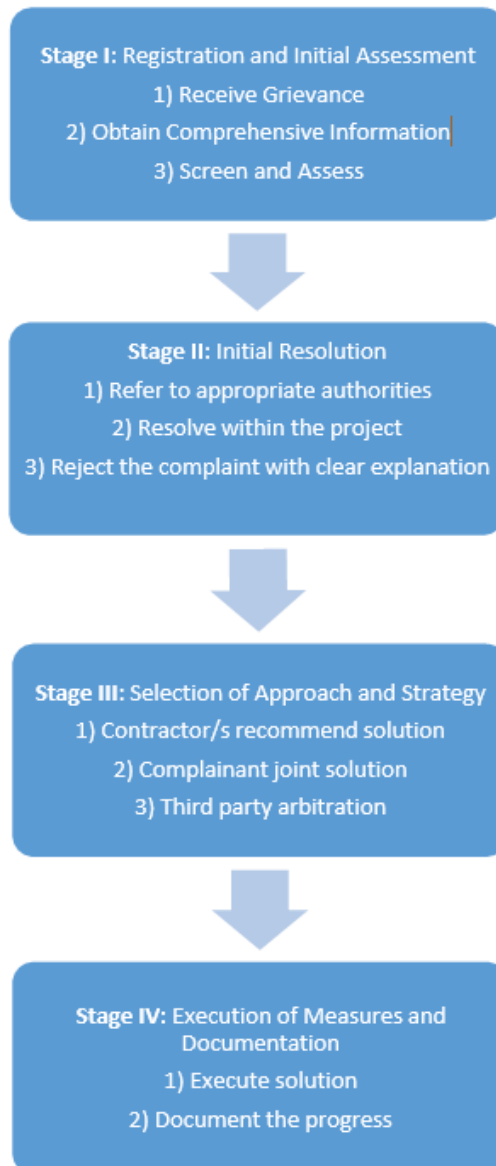 Stage I: Registration and Initial Assessment
1) Receive Grievance
2) Obtain Comprehensive Information
3) Screen and Assess
Stage II: Initial Resolution
1) Refer to appropriate authorities
2) Resolve within the project
3) Reject the complaint with clear explanation
Stage III: Selection of Approach and Strategy
1) Contractor/s recommend solution
2) Complainant joint solution
3) Third party arbitration
Stage IV: Execution of Measures and
Documentation
1) Execute solution
2) Document the progress